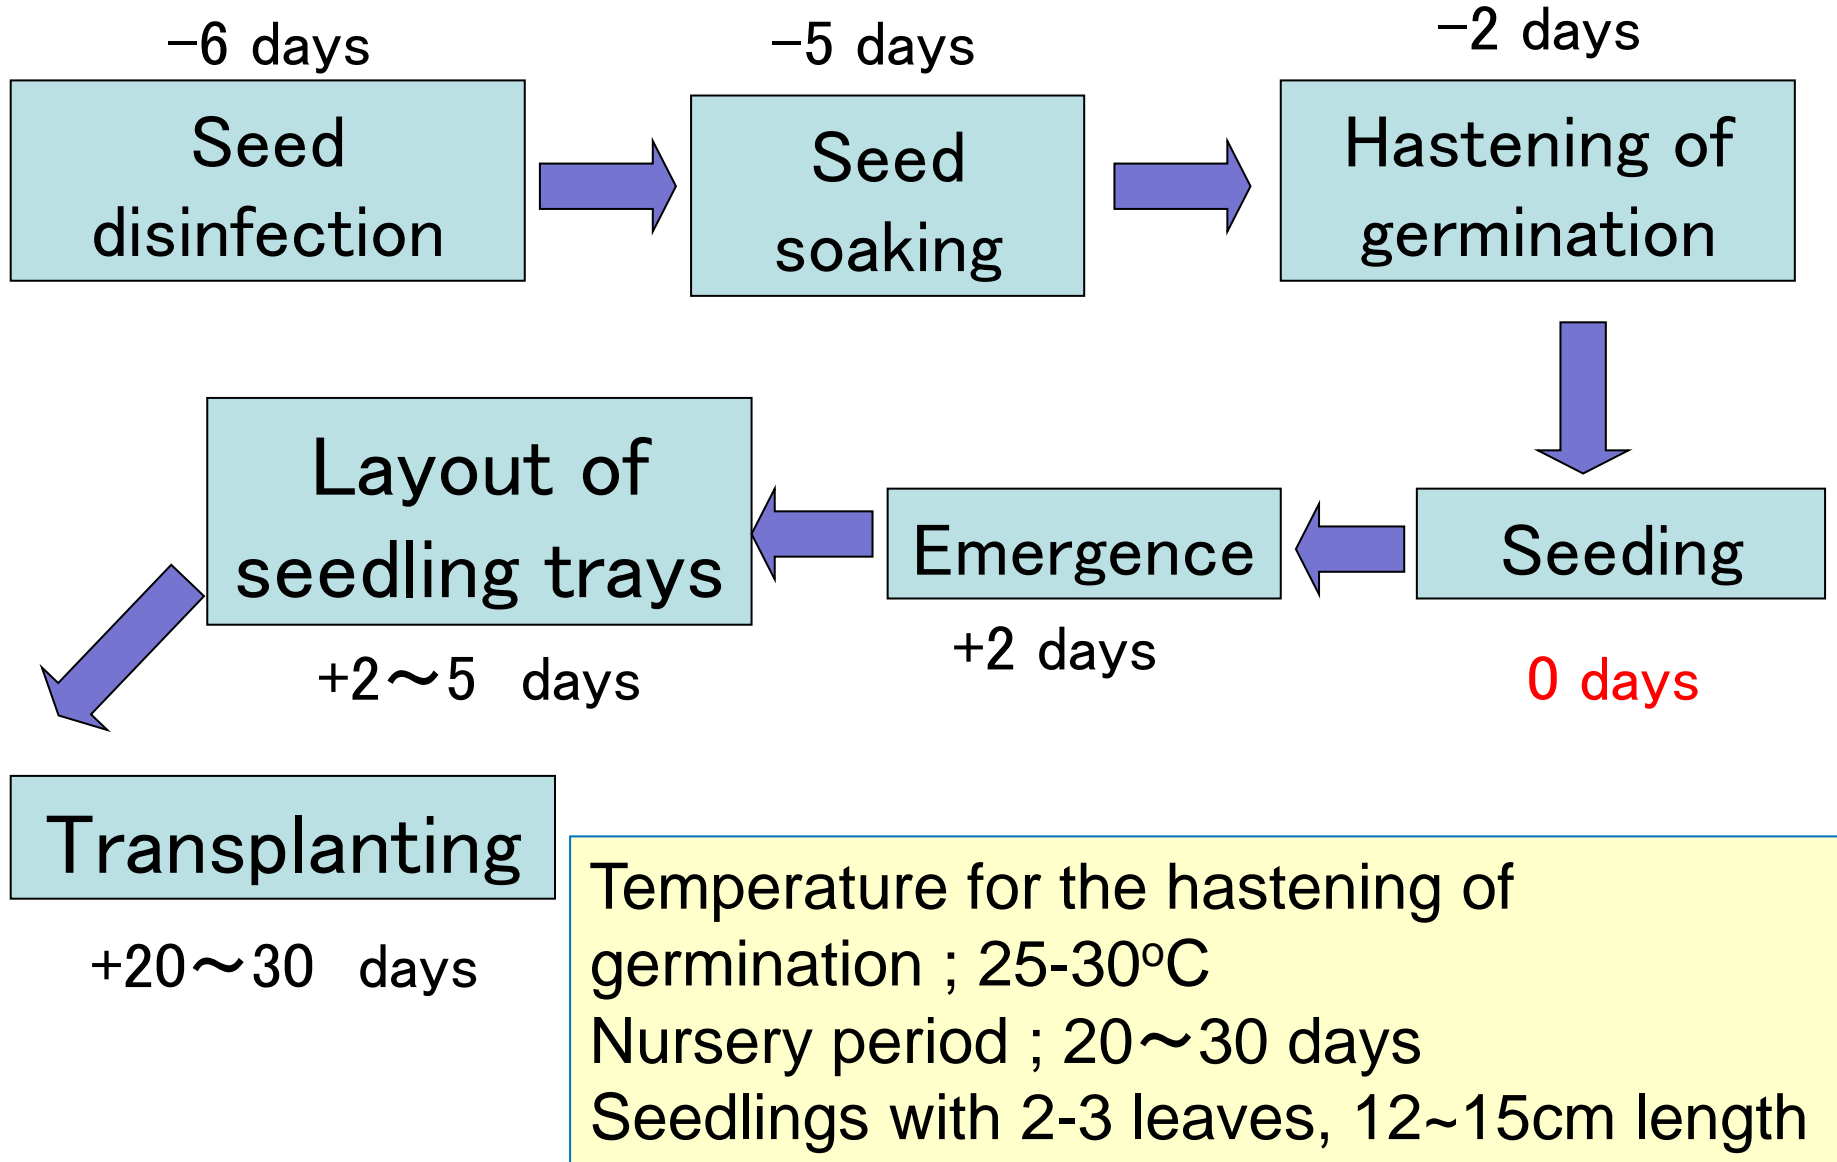 −6 days
Seed
disinfection
−5 days
Seed
soaking
−2 days
Hastening of
germination
Seeding
0 days
Emergence
+2 days
Layout of
seedling trays
+2～5 days
Transplanting
+20～30 days
Temperature for the hastening of
germination ; 25-30ºC
Nursery period ; 20～30 days
Seedlings with 2-3 leaves, 12~15cm length